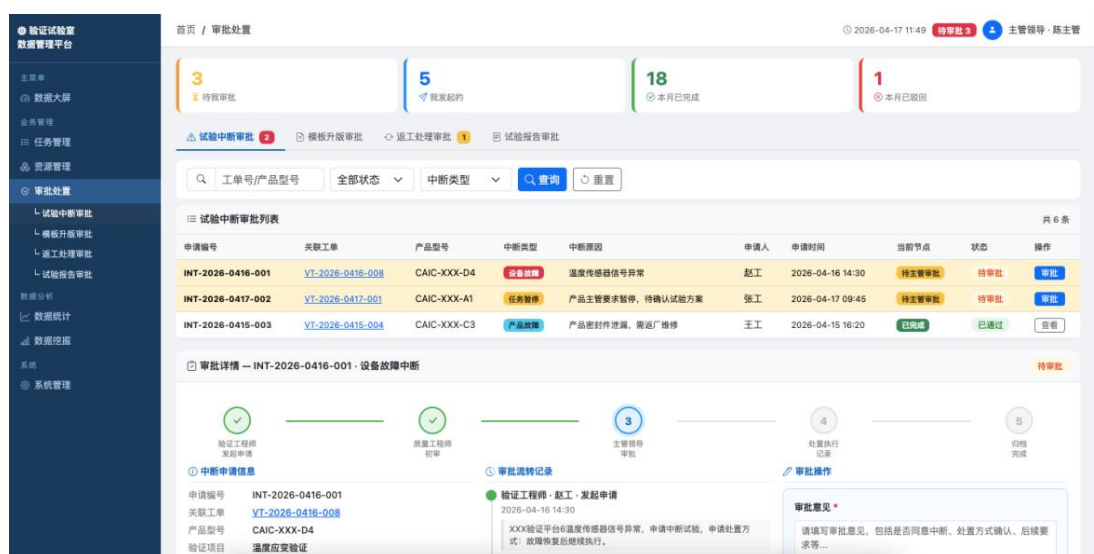 验证试验室
数据管理平台
首页 / 审批处置
2026-04-17 11:49 待审批 3 主管领导 · 陈主管
主菜单
数据大屏
业务管理
任务管理
资源管理
审批处置
试验中断审批
模板升版审批
返工处理审批
试验报告审批
数据分析
数据统计
数据挖掘
系统
系统管理
3
待我审批
5
我发起的
18
本月已完成
1
本月已驳回
试验中断审批 2 模板升版审批 返工处理审批 1 试验报告审批
工单号/产品型号 全部状态 中断类型 查询 重置
试验中断审批列表 共 6 条
申请编号 关联工单 产品型号 中断类型 中断原因 申请人 申请时间 当前节点 状态 操作
INT-2026-0416-001 VT-2026-0416-008 CAIC-XXX-D4 设备故障 温度传感器信号异常 赵工 2026-04-16 14:30 待主管审批 待审批 审批
INT-2026-0417-002 VT-2026-0417-001 CAIC-XXX-A1 任务暂停 产品主管要求暂停，待确认试验方案 张工 2026-04-17 09:45 待主管审批 待审批 审批
INT-2026-0415-003 VT-2026-0415-004 CAIC-XXX-C3 产品故障 产品密封件泄漏，需返厂维修 王工 2026-04-15 16:20 已完成 已通过 查看
审批详情 — INT-2026-0416-001 · 设备故障中断 待审批
3 4 5
验证工程师 质量工程师 主管领导 处置执行 归档
发起申请 初审 审批 记录 完成
中断申请信息
申请编号 INT-2026-0416-001
关联工单 VT-2026-0416-008
产品型号 CAIC-XXX-D4
验证项目 温度应变验证
审批流转记录
验证工程师 · 赵工 · 发起申请
2026-04-16 14:30
XXX验证平台6温度传感器信号异常，申请中断试验，申请处置方
式：故障恢复后继续执行。
审批操作
审批意见 *
请填写审批意见，包括是否同意中断、处置方式确认、后续要
求等...